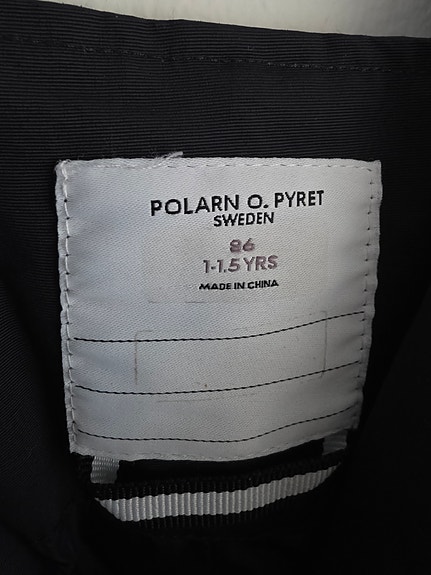 POLARN O. PYRET
SWEDEN
86
1-1.5 YRS
MADE IN CHINA